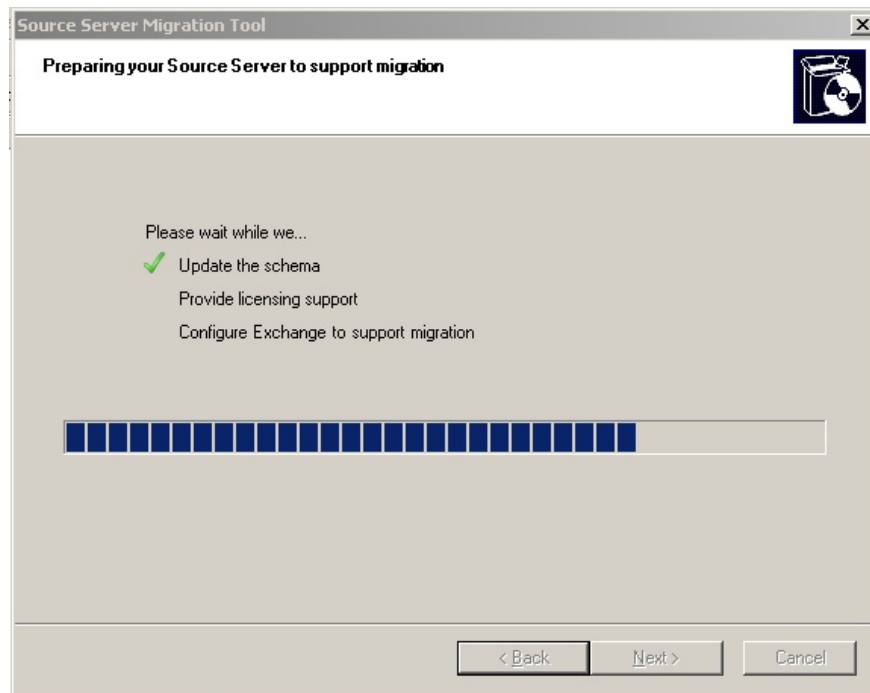 Source Server Migration Tool
Preparing your Source Server to support migration
Please wait while we...
Update the schema
Provide licensing support
Configure Exchange to support migration
< Back
Next >
Cancel